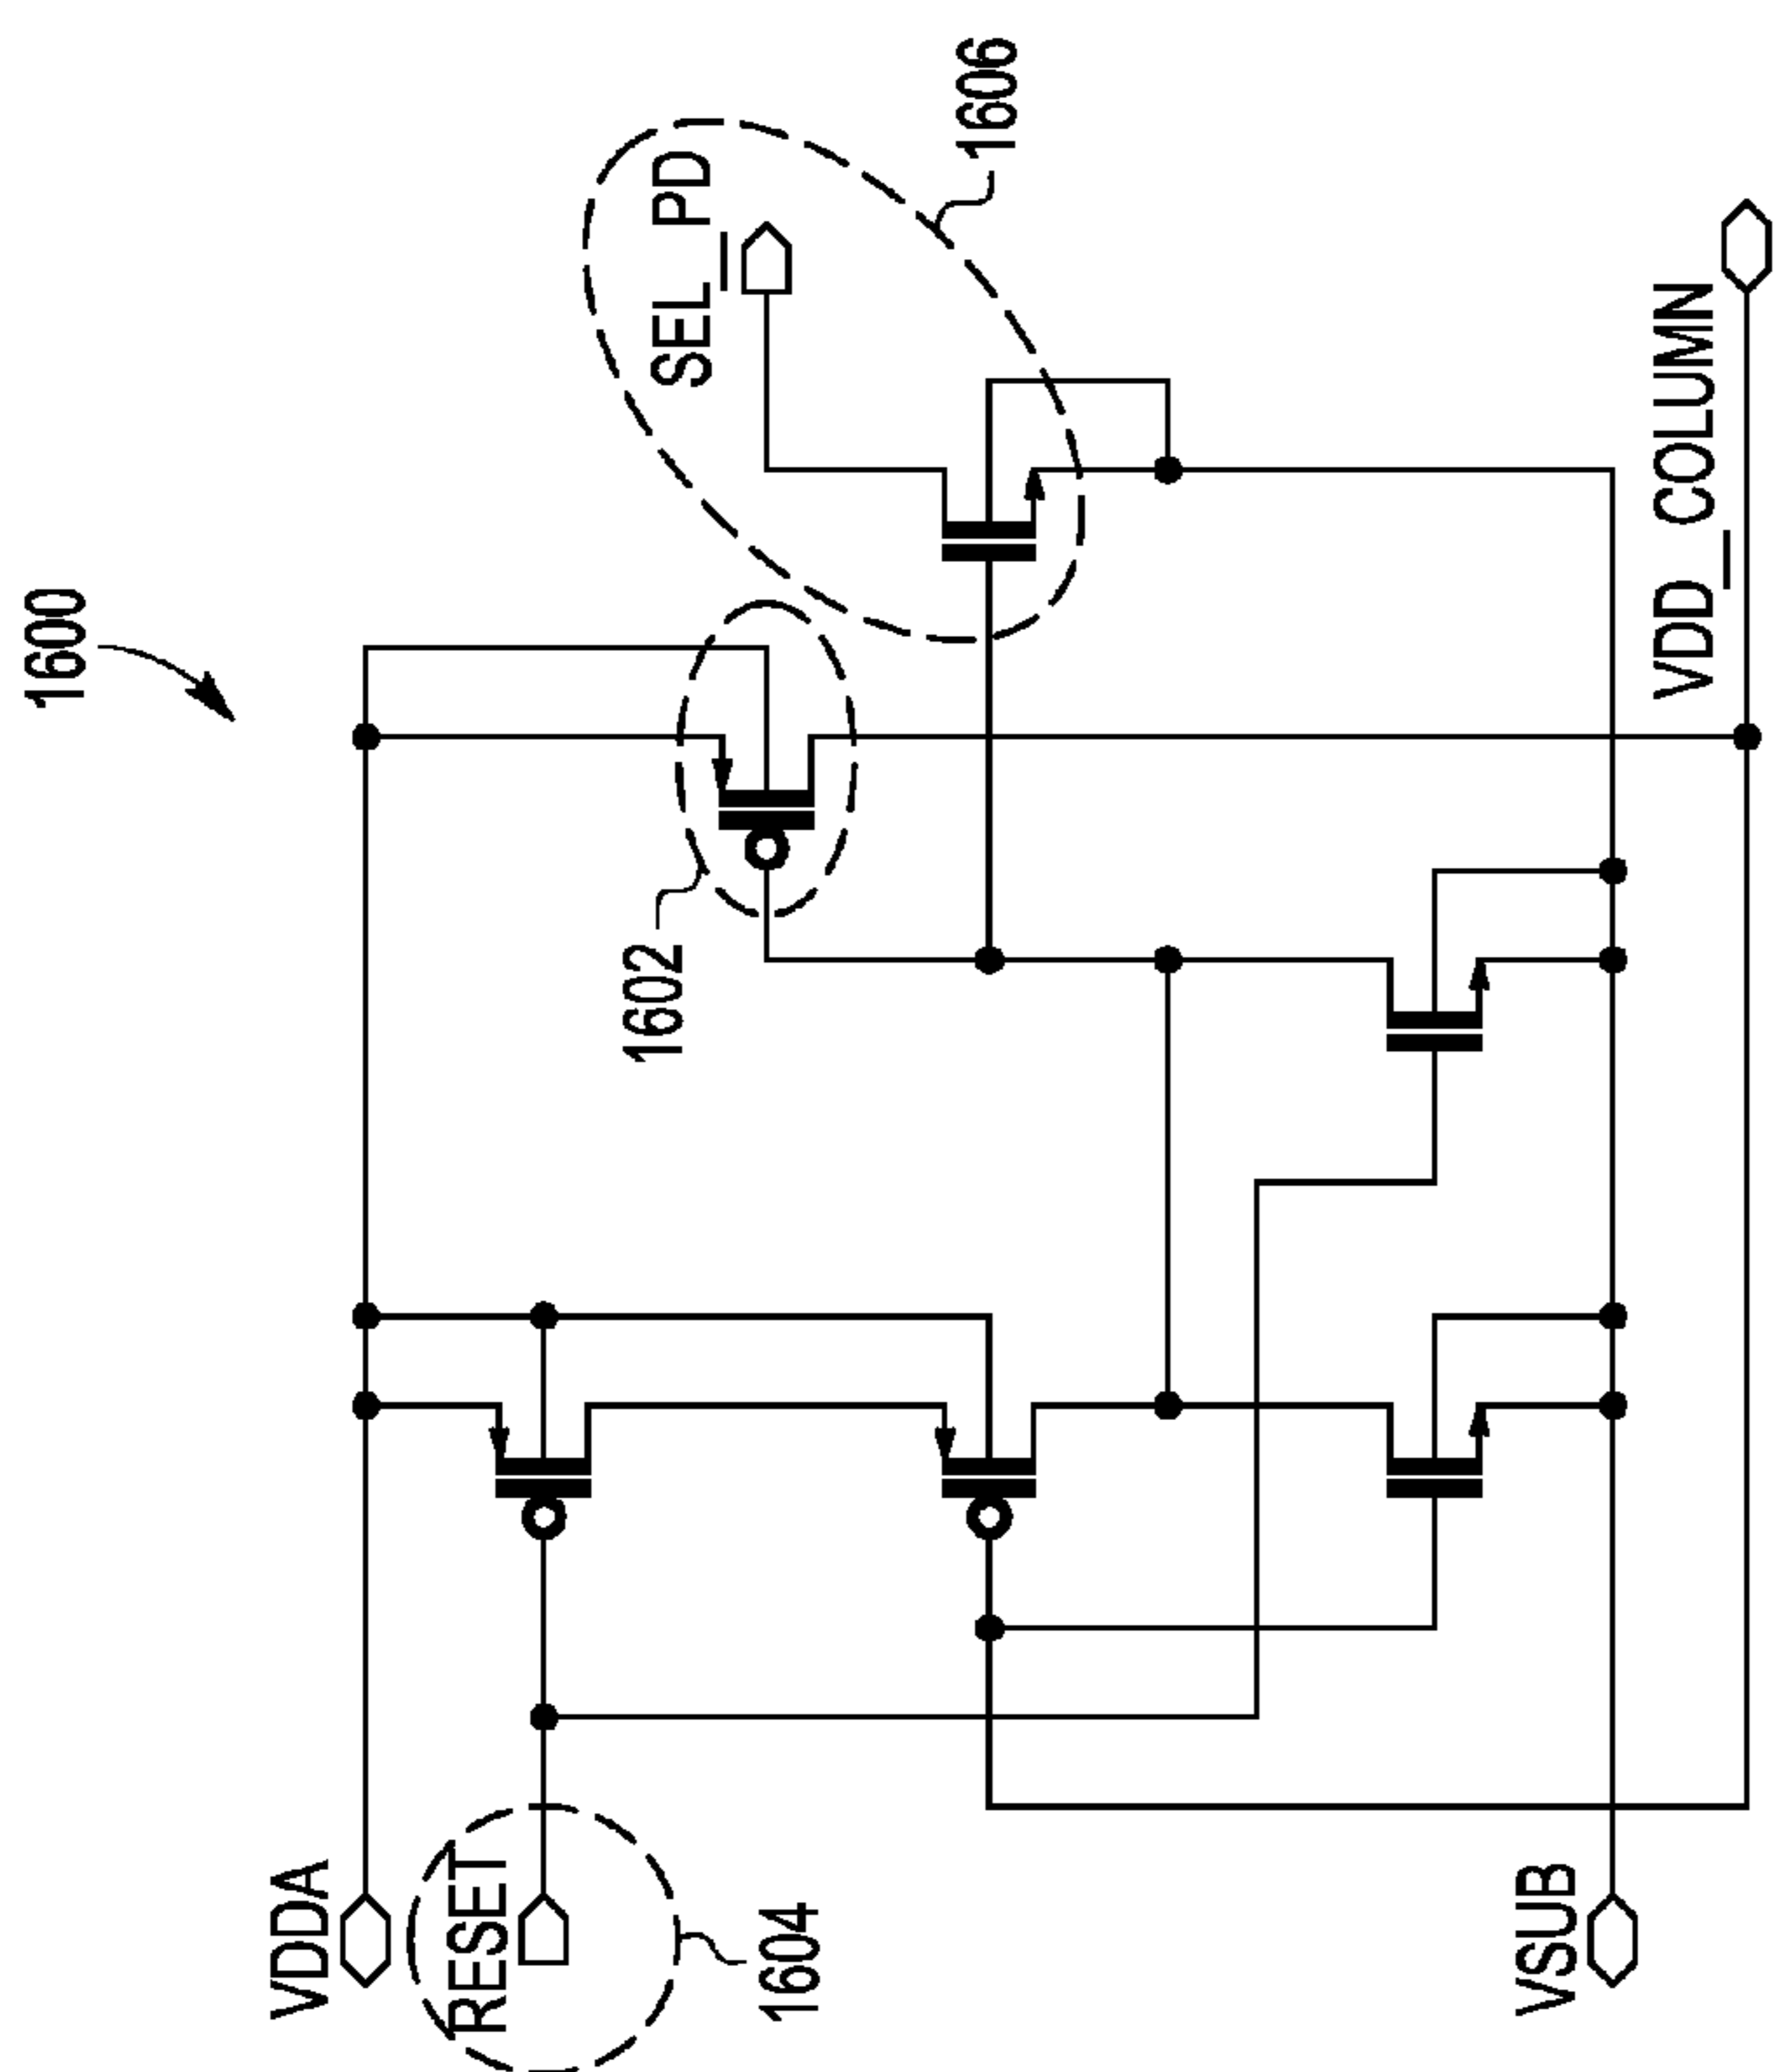 1600
VDDA
RESET
1604
1602
SEL_PD
1606
VSUB
VDD_COLUMN